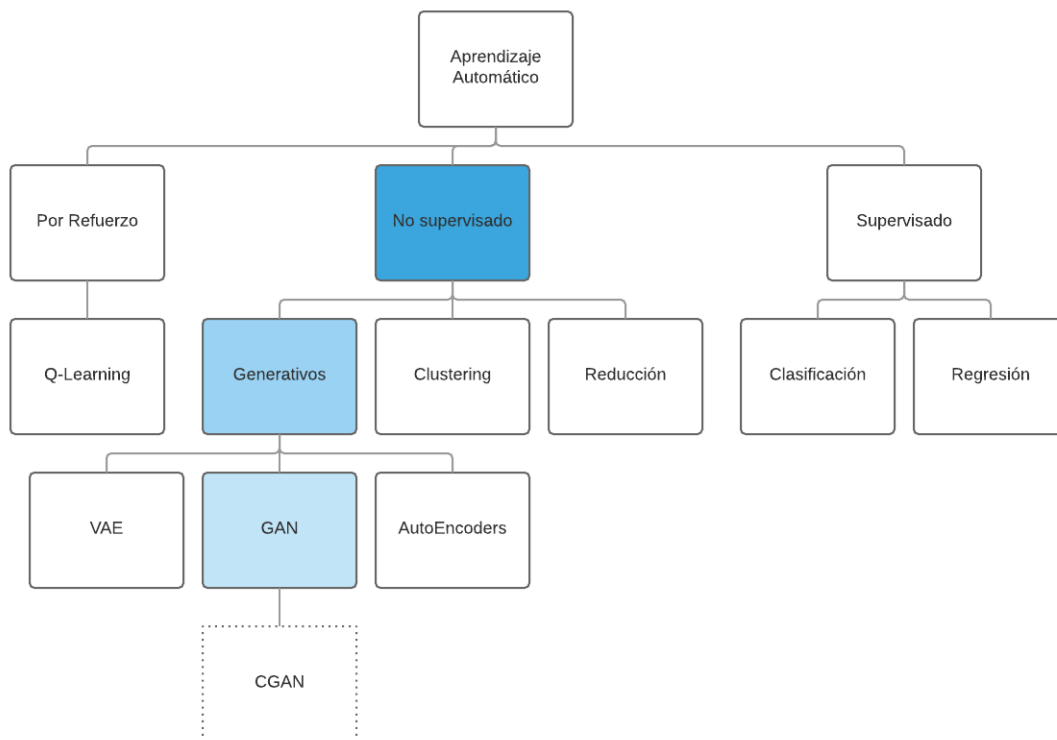 Aprendizaje
Automático
Por Refuerzo
No supervisado
Supervisado
Q-Learning
Generativos
Clustering
Reducción
Clasificación
Regresión
VAE
GAN
AutoEncoders
CGAN